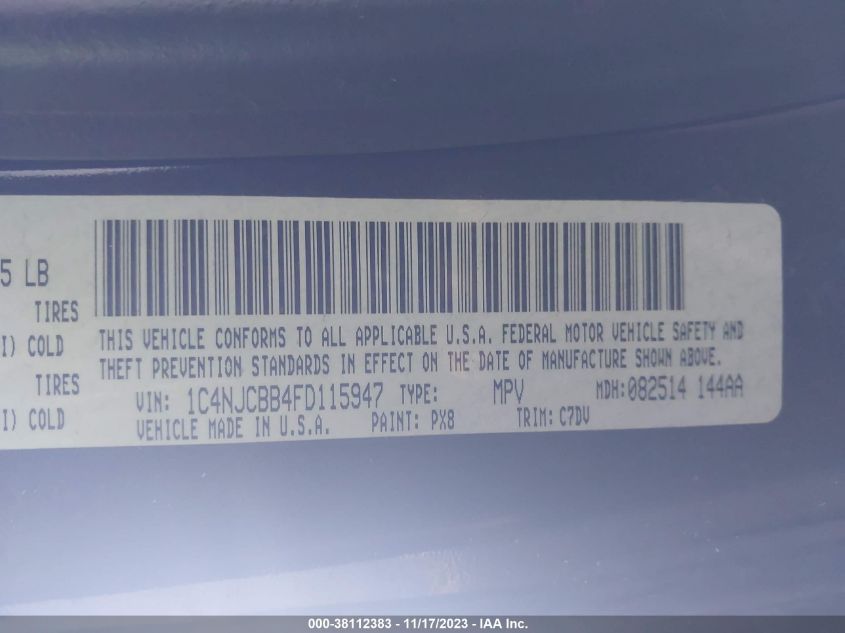 5 LB
TIRES
I) COLD
TIRES
I) COLD
THIS VEHICLE CONFORMS TO ALL APPLICABLE U.S.A. FEDERAL MOTOR VEHICLE SAFETY AND
THEFT PREVENTION STANDARDS IN EFFECT ON THE DATE OF MANUFACTURE SHOWN ABOVE.
VIN: 1C4NJCBB4FD115947 TYPE: MPV MDH:082514 144AA
VEHICLE MADE IN U.S.A. PAINT: PX8 TRIM: C7DV
000-38112383 - 11/17/2023 - IAA Inc.